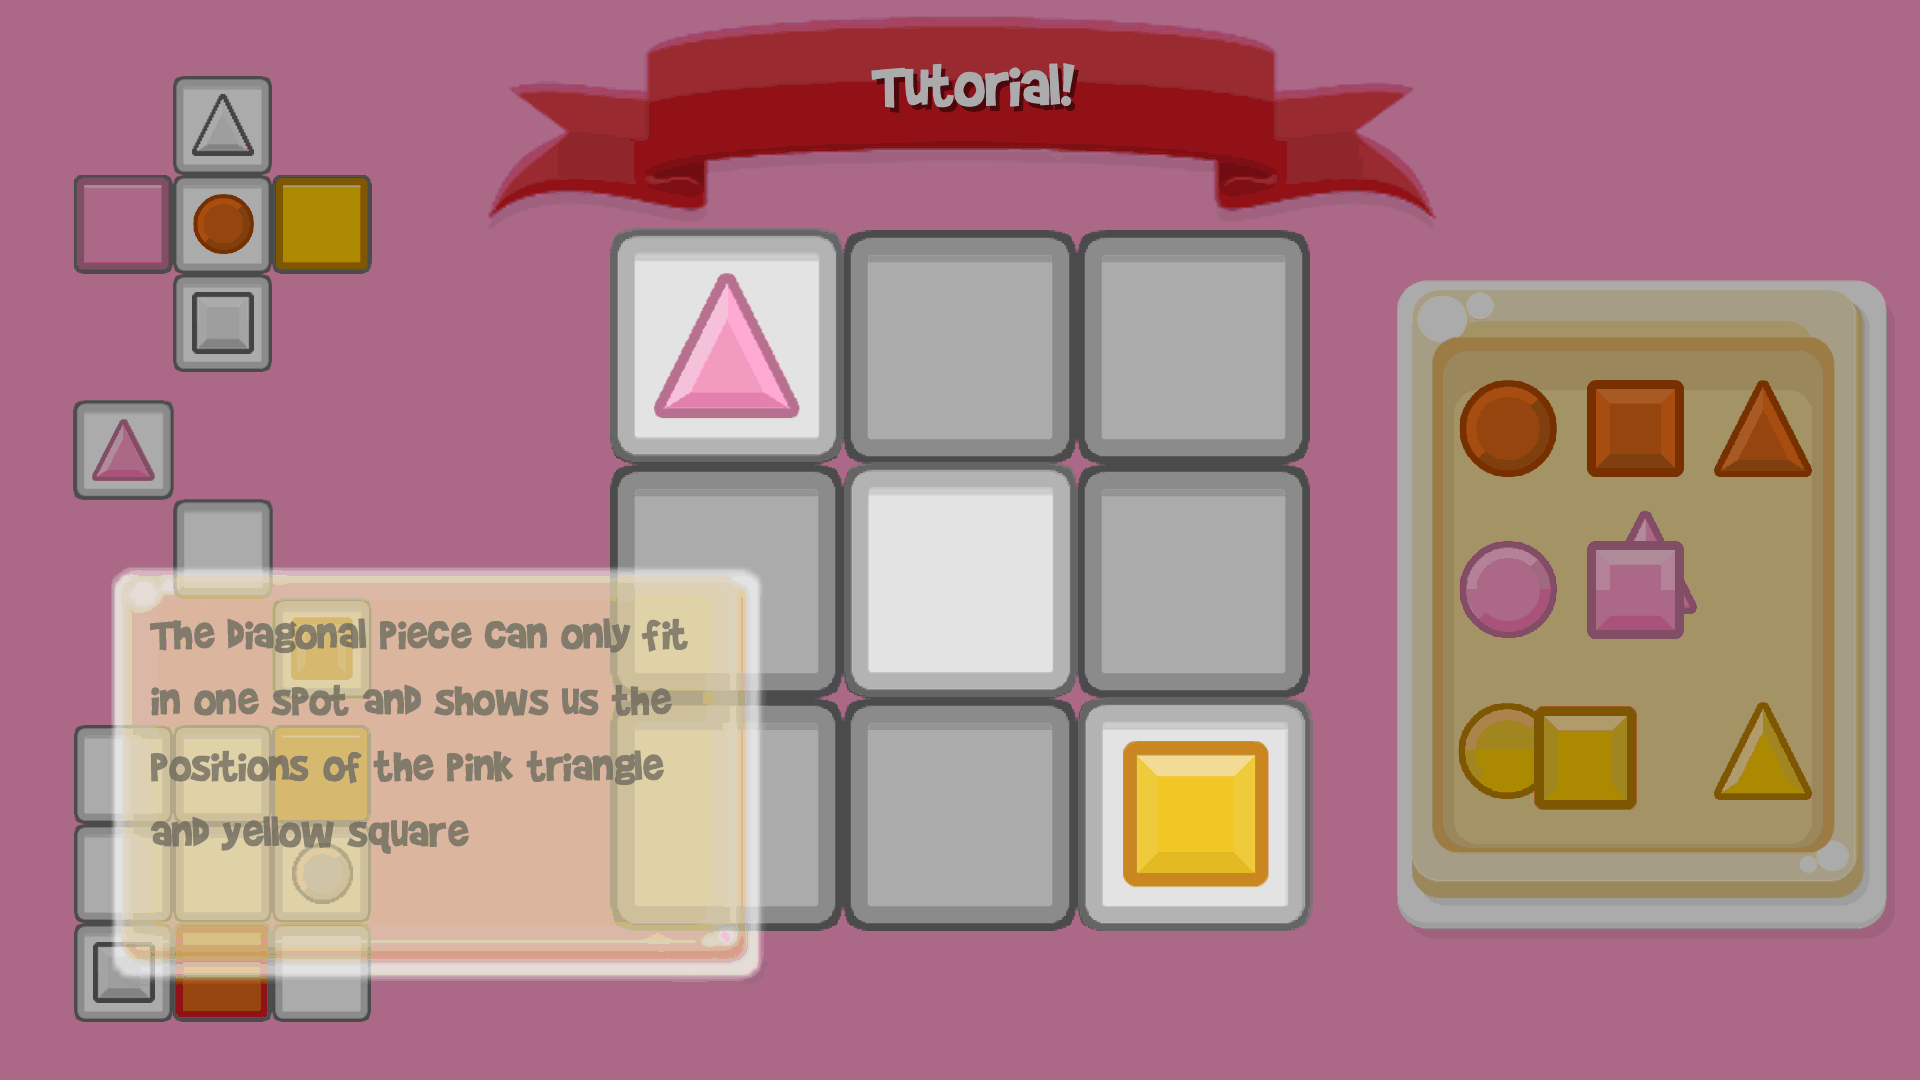 Tutorial!
The Diagonal Piece can only fit
in one spot and shows us the
Positions of the Pink triangle
and yellow square